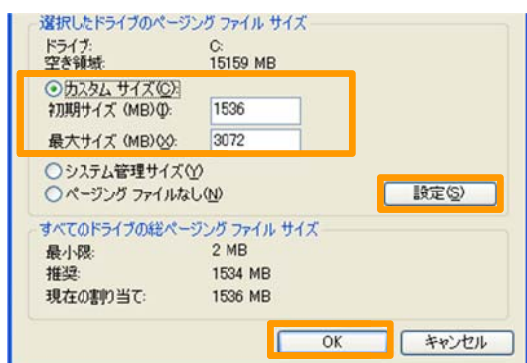 選択したドライブのページング ファイル サイズ
ドライブ: C:
空き領域: 15159 MB
カスタム サイズ(C):
初期サイズ (MB)(I): 1536
最大サイズ (MB)(X): 3072
システム管理サイズ(Y)
ページング ファイルなし(N) 設定(S)
すべてのドライブの総ページング ファイル サイズ
最小限: 2 MB
推奨: 1534 MB
現在の割り当て: 1536 MB
OK キャンセル